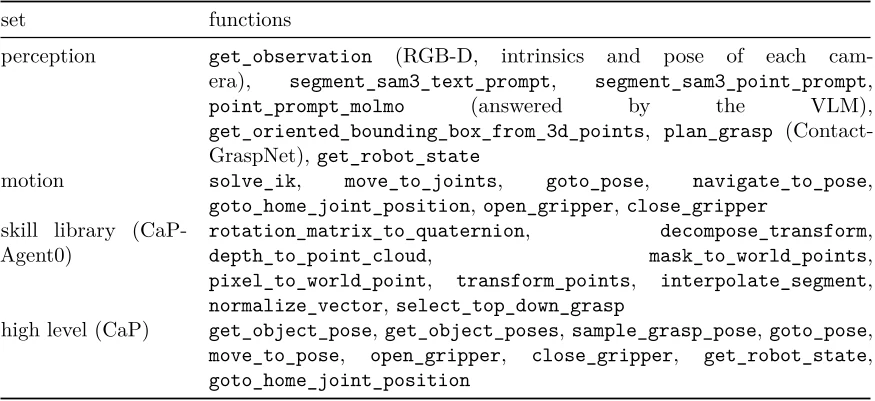 set functions
perception get_observation (RGB-D, intrinsics and pose of each cam-
era), segment_sam3_text_prompt, segment_sam3_point_prompt,
point_prompt_molmo (answered by the VLM),
get_oriented_bounding_box_from_3d_points, plan_grasp (Contact-
GraspNet), get_robot_state
motion solve_ik, move_to_joints, goto_pose, navigate_to_pose,
goto_home_joint_position, open_gripper, close_gripper
skill library (CaP- rotation_matrix_to_quaternion, decompose_transform,
Agent0) depth_to_point_cloud, mask_to_world_points,
pixel_to_world_point, transform_points, interpolate_segment,
normalize_vector, select_top_down_grasp
high level (CaP) get_object_pose, get_object_poses, sample_grasp_pose, goto_pose,
move_to_pose, open_gripper, close_gripper, get_robot_state,
goto_home_joint_position